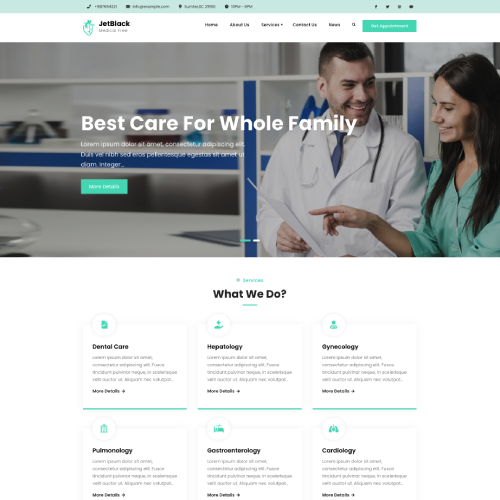 info@example.com
Sumter,SC 29150
10PM - 6PM
JetBlack
Medical Free
Home About Us Services Contact Us News
Get Appointment
Best Care For Whole Family
Lorem ipsum dolor sit amet, consectetur adipiscing elit.
Duis vel nibh sed eros pellentesque egestas sit amet ut
diam. Integer...
More Details
Services
What We Do?
Dental Care
Lorem ipsum dolor sit amet,
consectetur adipiscing elit. Fusce
tincidunt pulvinar neque, in scelerisque
velit auctor ut. Aliquam nec volutpat...
More Details →
Hepatology
Lorem ipsum dolor sit amet,
consectetur adipiscing elit. Fusce
tincidunt pulvinar neque, in scelerisque
velit auctor ut. Aliquam nec volutpat...
More Details →
Gynecology
Lorem ipsum dolor sit amet,
consectetur adipiscing elit. Fusce
tincidunt pulvinar neque, in scelerisque
velit auctor ut. Aliquam nec volutpat...
More Details →
Pulmonology
Lorem ipsum dolor sit amet,
consectetur adipiscing elit. Fusce
tincidunt pulvinar neque, in scelerisque
velit auctor ut. Aliquam nec volutpat...
More Details →
Gastroenterology
Lorem ipsum dolor sit amet,
consectetur adipiscing elit. Fusce
tincidunt pulvinar neque, in scelerisque
velit auctor ut. Aliquam nec volutpat...
More Details →
Cardiology
Lorem ipsum dolor sit amet,
consectetur adipiscing elit. Fusce
tincidunt pulvinar neque, in scelerisque
velit auctor ut. Aliquam nec volutpat...
More Details →